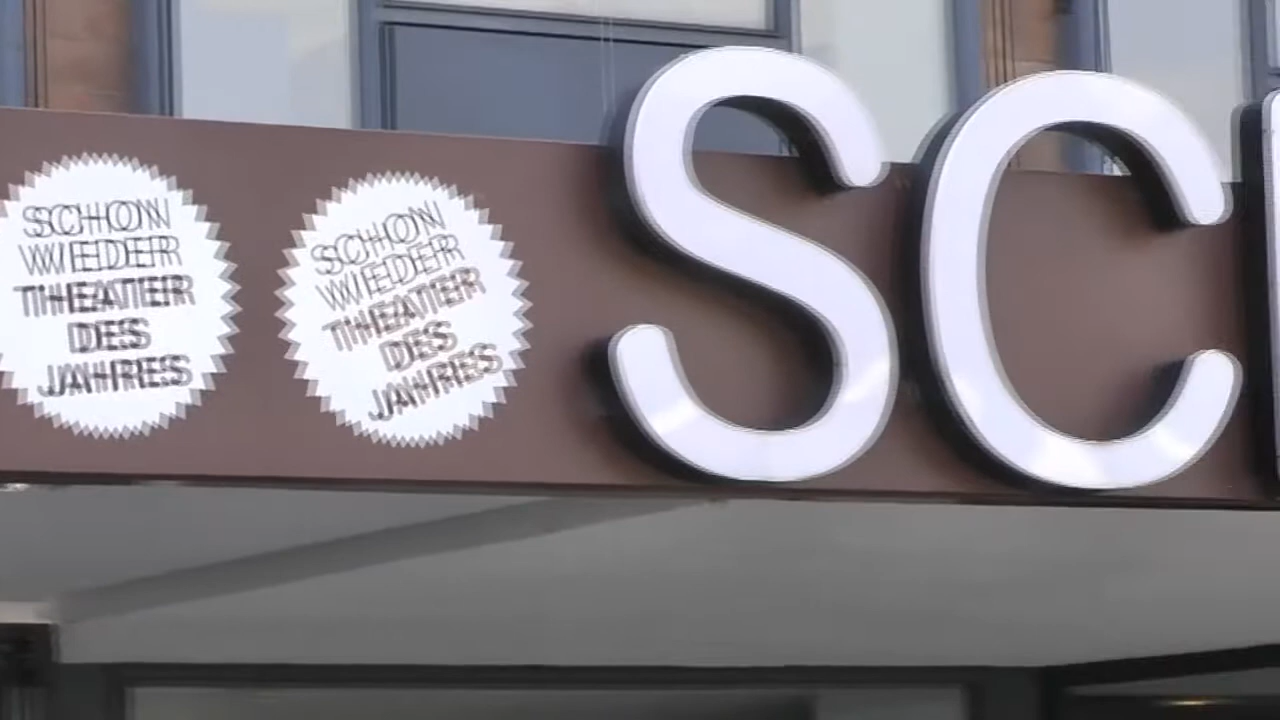 SCHON
WIEDER
THEATER
DES
JAHRES
SCHON
WIEDER
THEATER
DES
JAHRES
SC